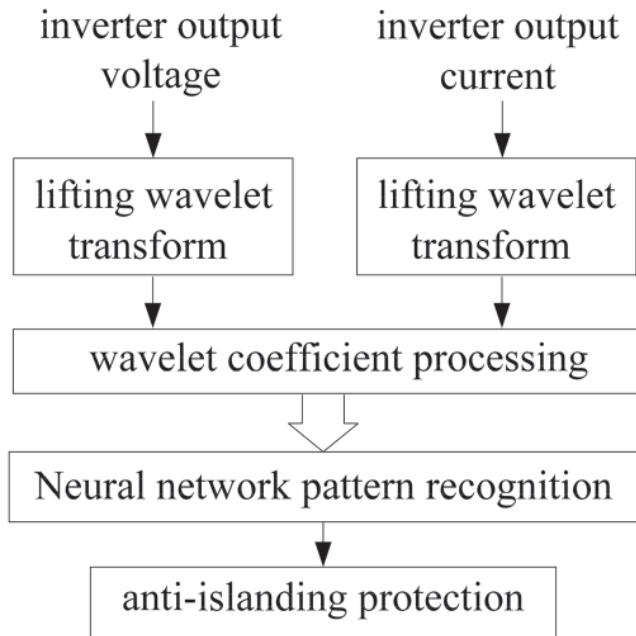 inverter output
voltage
inverter output
current
lifting wavelet
transform
lifting wavelet
transform
wavelet coefficient processing
Neural network pattern recognition
anti-islanding protection